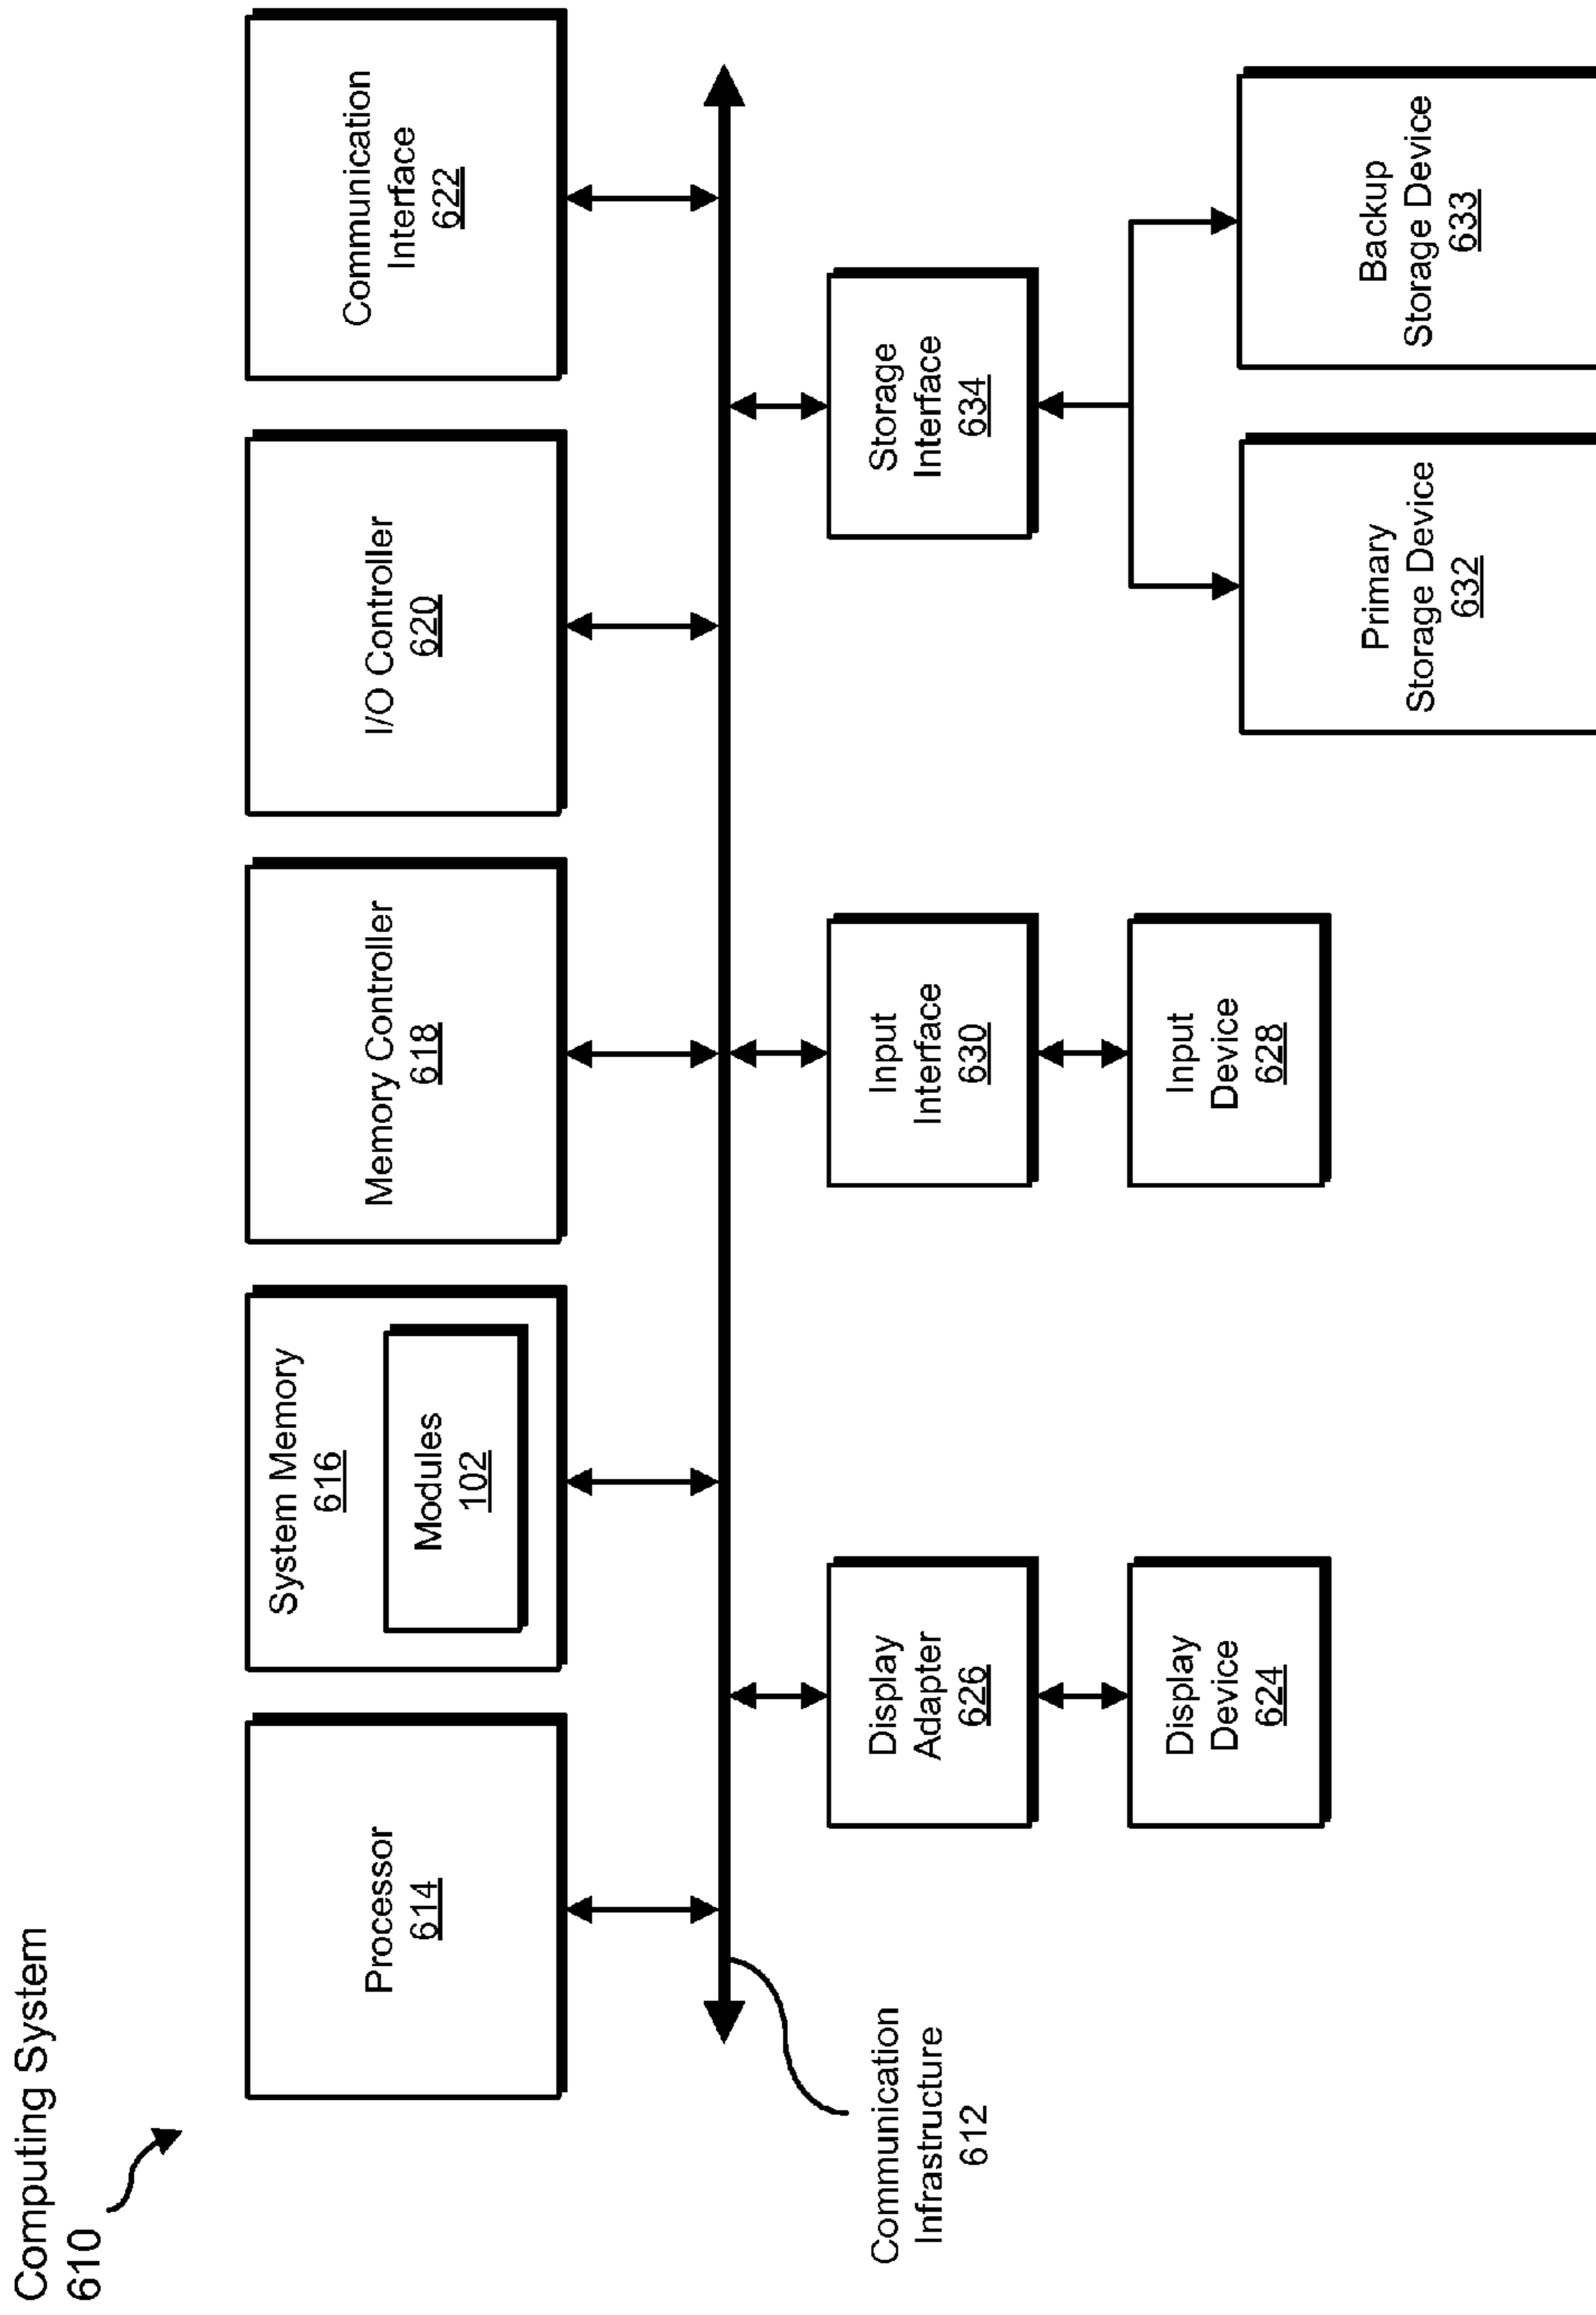 Computing System
610
Processor
614
System Memory
616
Modules
102
Memory Controller
618
I/O Controller
620
Communication
Interface
622
Communication
Infrastructure
612
Display
Adapter
626
Input
Interface
630
Storage
Interface
634
Display
Device
624
Input
Device
628
Primary
Storage Device
632
Backup
Storage Device
633